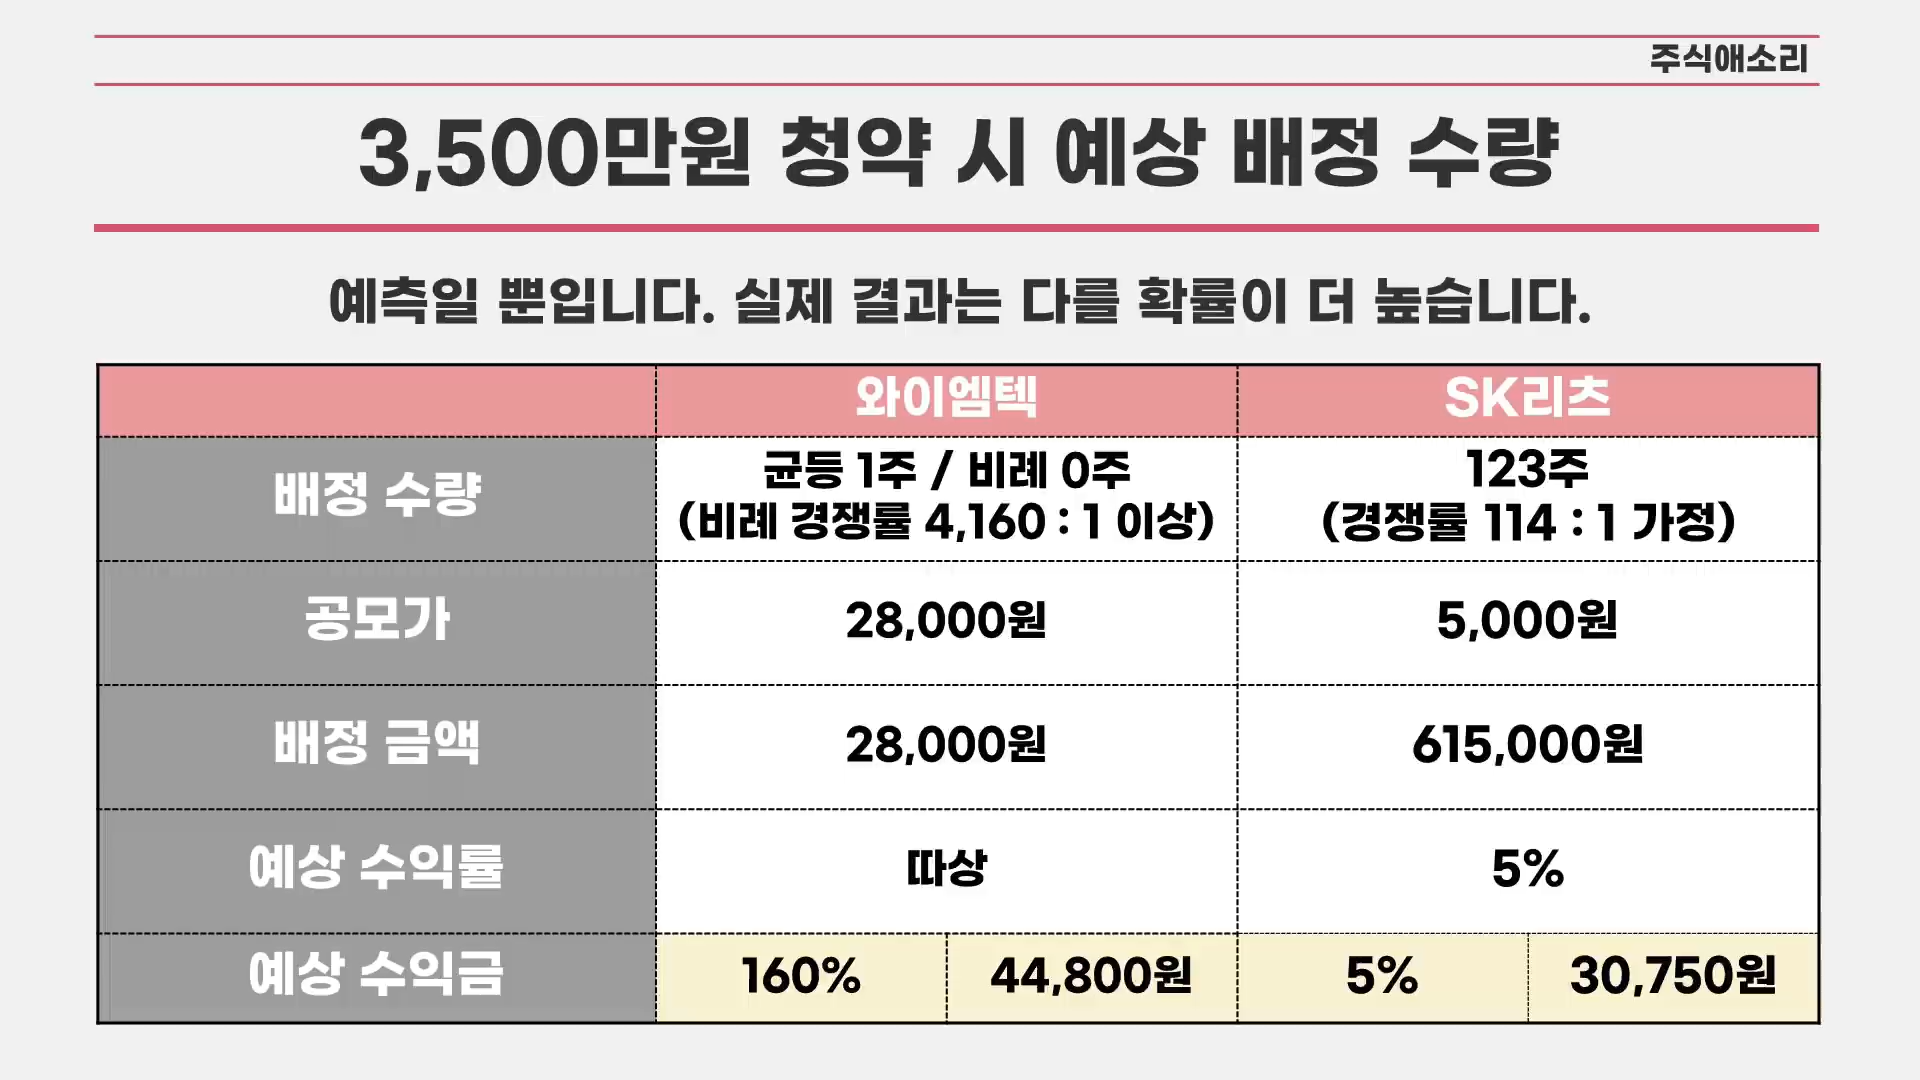 주식애소리
3,500만원 청약 시 예상 배정 수량
예측일 뿐입니다. 실제 결과는 다를 확률이 더 높습니다.
와이엠텍 SK리츠
배정 수량 균등 1주 / 비례 0주 123주
(비례 경쟁률 4,160 : 1 이상) (경쟁률 114 : 1 가정)
공모가 28,000원 5,000원
배정 금액 28,000원 615,000원
예상 수익률 따상 5%
예상 수익금 160% 44,800원 5% 30,750원